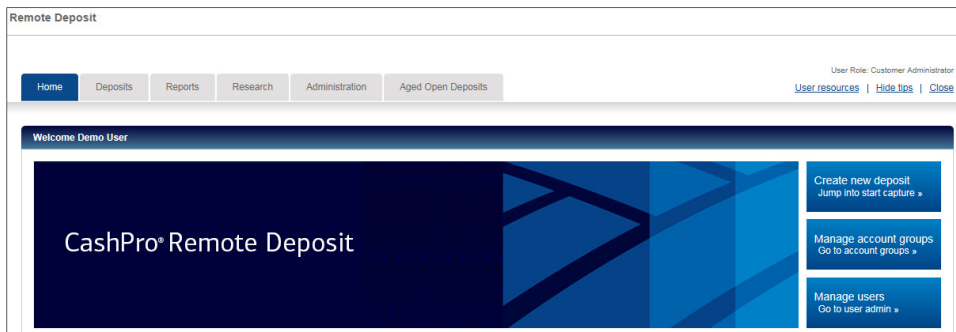 Remote Deposit
User Role: Customer Administrator
Home Deposits Reports Research Administration Aged Open Deposits
User resources | Hide tips | Close
Welcome Demo User
CashPro® Remote Deposit
Create new deposit
Jump into start capture »
Manage account groups
Go to account groups »
Manage users
Go to user admin »